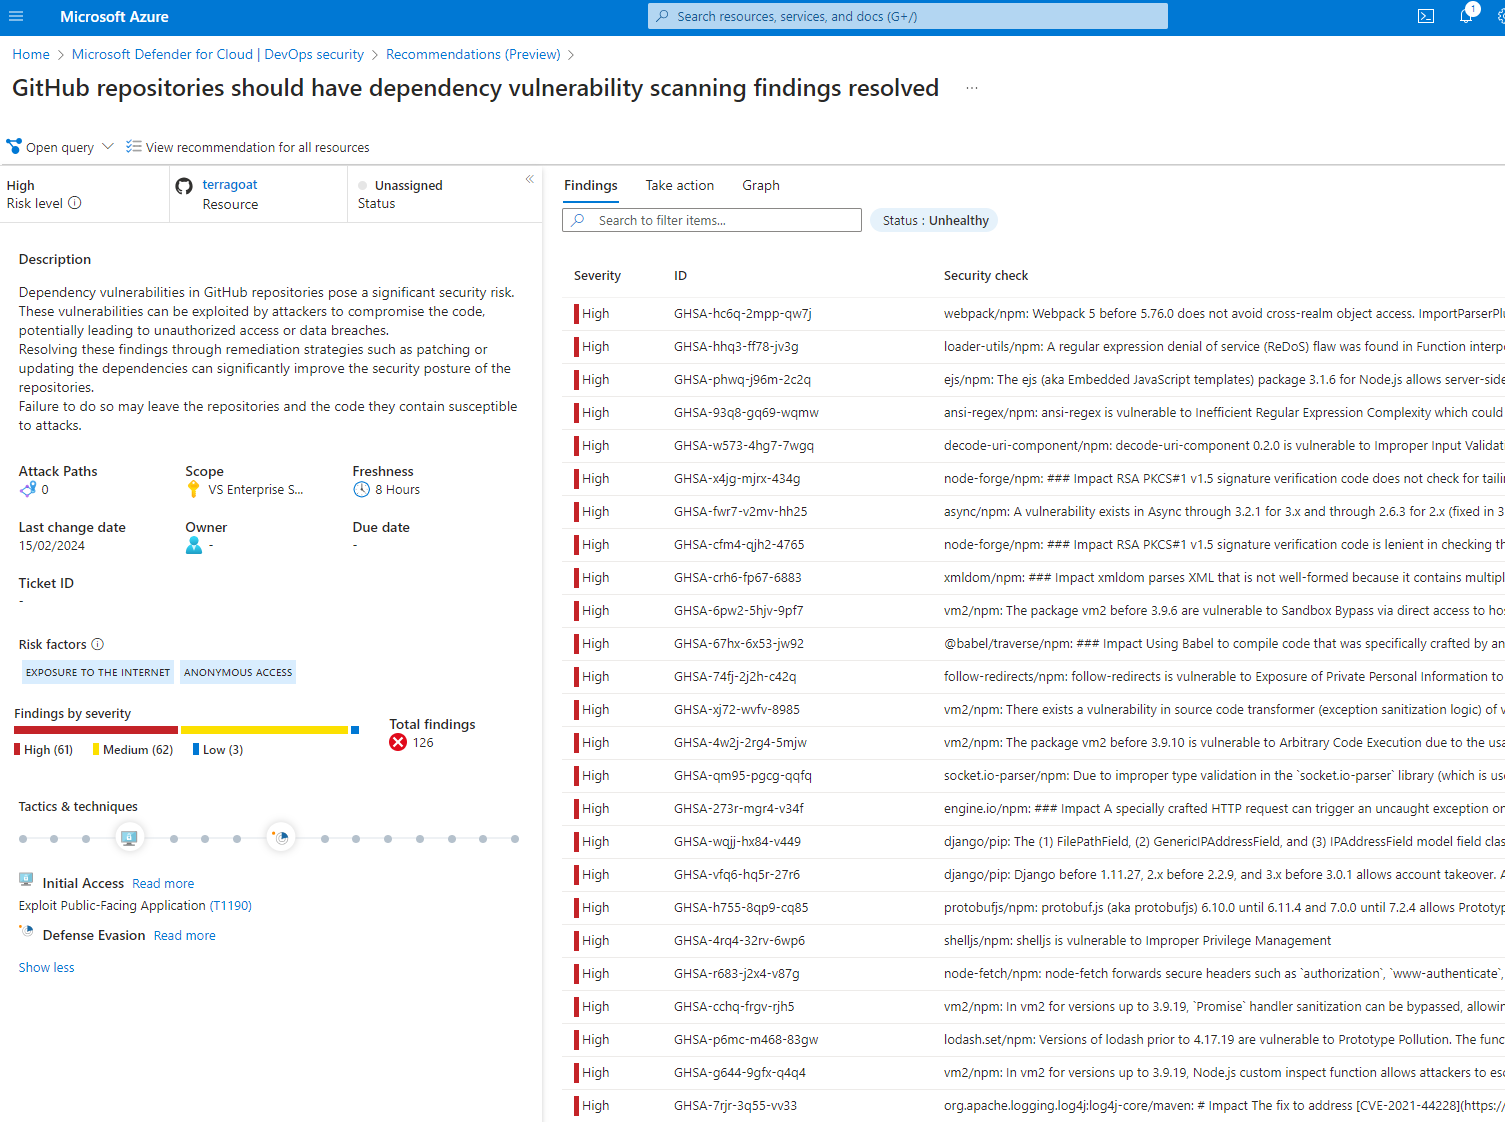 Microsoft Azure
Search resources, services, and docs (G+/)
1
Home > Microsoft Defender for Cloud | DevOps security > Recommendations (Preview) >
GitHub repositories should have dependency vulnerability scanning findings resolved ...
Open query
View recommendation for all resources
High
Risk level
terragoat
Resource
Unassigned
Status
«
Description
Dependency vulnerabilities in GitHub repositories pose a significant security risk.
These vulnerabilities can be exploited by attackers to compromise the code,
potentially leading to unauthorized access or data breaches.
Resolving these findings through remediation strategies such as patching or
updating the dependencies can significantly improve the security posture of the
repositories.
Failure to do so may leave the repositories and the code they contain susceptible
to attacks.
Attack Paths
0
Scope
VS Enterprise S...
Freshness
8 Hours
Last change date
15/02/2024
Owner
-
Due date
-
Ticket ID
-
Risk factors
EXPOSURE TO THE INTERNET ANONYMOUS ACCESS
Findings by severity
High (61) Medium (62) Low (3)
Total findings
126
Tactics & techniques
Initial Access Read more
Exploit Public-Facing Application (T1190)
Defense Evasion Read more
Show less
Findings Take action Graph
Search to filter items...
Status : Unhealthy
Severity ID Security check
High GHSA-hc6q-2mpp-qw7j webpack/npm: Webpack 5 before 5.76.0 does not avoid cross-realm object access. ImportParserPlu
High GHSA-hhq3-ff78-jv3g loader-utils/npm: A regular expression denial of service (ReDoS) flaw was found in Function interpo
High GHSA-phwq-j96m-2c2q ejs/npm: The ejs (aka Embedded JavaScript templates) package 3.1.6 for Node.js allows server-side
High GHSA-93q8-gq69-wqmw ansi-regex/npm: ansi-regex is vulnerable to Inefficient Regular Expression Complexity which could
High GHSA-w573-4hg7-7wgq decode-uri-component/npm: decode-uri-component 0.2.0 is vulnerable to Improper Input Validati
High GHSA-x4jg-mjrx-434g node-forge/npm: ### Impact RSA PKCS#1 v1.5 signature verification code does not check for tailin
High GHSA-fwr7-v2mv-hh25 async/npm: A vulnerability exists in Async through 3.2.1 for 3.x and through 2.6.3 for 2.x (fixed in 3
High GHSA-cfm4-qjh2-4765 node-forge/npm: ### Impact RSA PKCS#1 v1.5 signature verification code is lenient in checking th
High GHSA-crh6-fp67-6883 xmldom/npm: ### Impact xmldom parses XML that is not well-formed because it contains multipl
High GHSA-6pw2-5hjv-9pf7 vm2/npm: The package vm2 before 3.9.6 are vulnerable to Sandbox Bypass via direct access to hos
High GHSA-67hx-6x53-jw92 @babel/traverse/npm: ### Impact Using Babel to compile code that was specifically crafted by an
High GHSA-74fj-2j2h-c42q follow-redirects/npm: follow-redirects is vulnerable to Exposure of Private Personal Information to
High GHSA-xj72-wvfv-8985 vm2/npm: There exists a vulnerability in source code transformer (exception sanitization logic) of v
High GHSA-4w2j-2rg4-5mjw vm2/npm: The package vm2 before 3.9.10 is vulnerable to Arbitrary Code Execution due to the usa
High GHSA-qm95-pgcg-qqfq socket.io-parser/npm: Due to improper type validation in the `socket.io-parser` library (which is use
High GHSA-273r-mgr4-v34f engine.io/npm: ### Impact A specially crafted HTTP request can trigger an uncaught exception on
High GHSA-wqjj-hx84-v449 django/pip: The (1) FilePathField, (2) GenericIPAddressField, and (3) IPAddressField model field clas
High GHSA-vfq6-hq5r-27r6 django/pip: Django before 1.11.27, 2.x before 2.2.9, and 3.x before 3.0.1 allows account takeover. A
High GHSA-h755-8qp9-cq85 protobufjs/npm: protobuf.js (aka protobufjs) 6.10.0 until 6.11.4 and 7.0.0 until 7.2.4 allows Prototyp
High GHSA-4rq4-32rv-6wp6 shelljs/npm: shelljs is vulnerable to Improper Privilege Management
High GHSA-r683-j2x4-v87g node-fetch/npm: node-fetch forwards secure headers such as `authorization`, `www-authenticate`,
High GHSA-cchq-frgv-rjh5 vm2/npm: In vm2 for versions up to 3.9.19, `Promise` handler sanitization can be bypassed, allowin
High GHSA-p6mc-m468-83gw lodash.set/npm: Versions of lodash prior to 4.17.19 are vulnerable to Prototype Pollution. The func
High GHSA-g644-9gfx-q4q4 vm2/npm: In vm2 for versions up to 3.9.19, Node.js custom inspect function allows attackers to esc
High GHSA-7rjr-3q55-vv33 org.apache.logging.log4j:log4j-core/maven: # Impact The fix to address [CVE-2021-44228](https:/